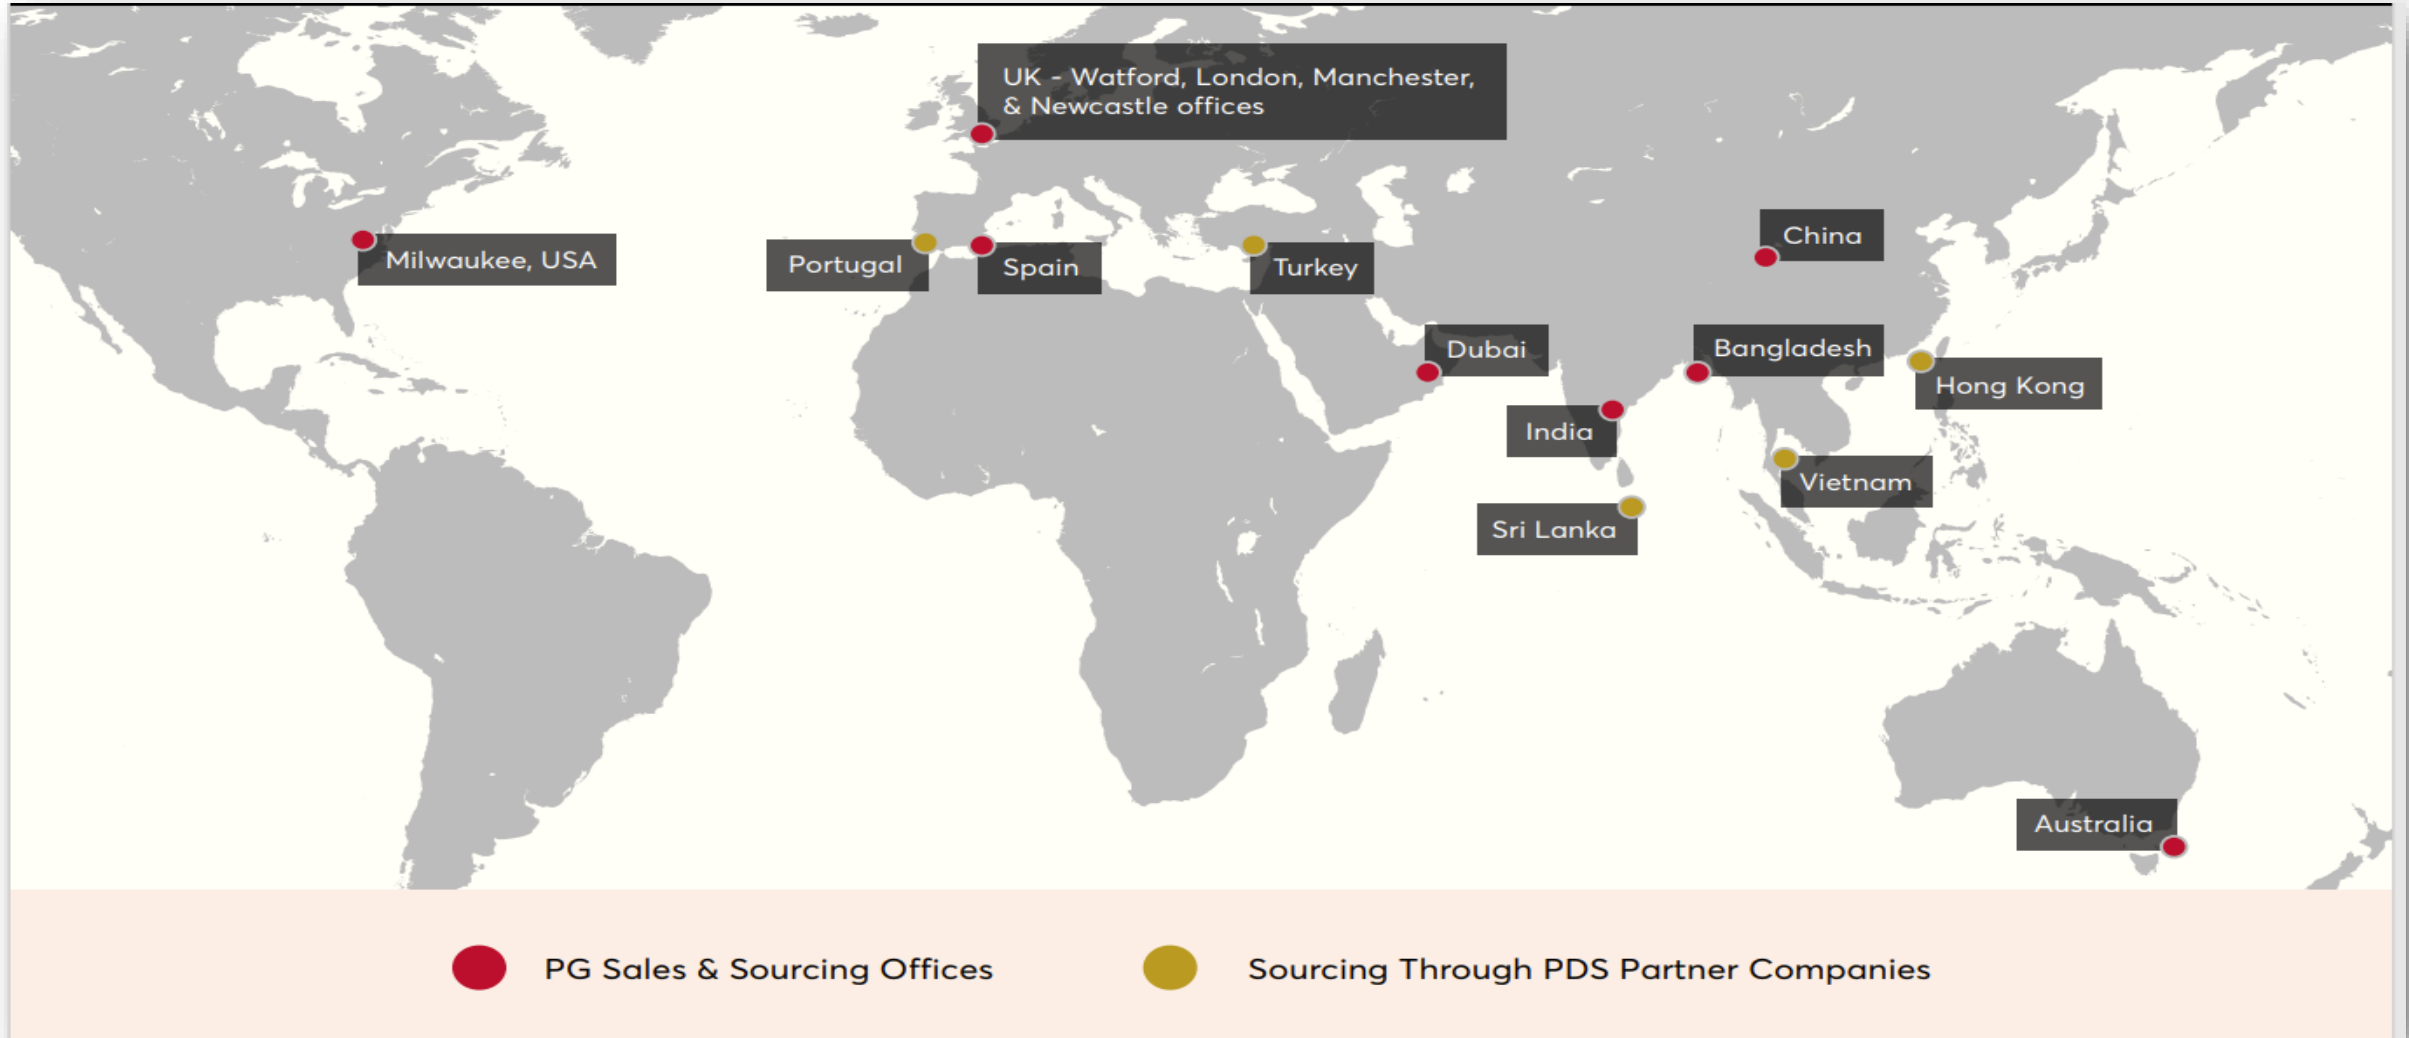 UK - Watford, London, Manchester,
& Newcastle offices
China
Milwaukee, USA
Portugal
Spain
Turkey
Dubai
Bangladesh
Hong Kong
India
Vietnam
Sri Lanka
Australia
PG Sales & Sourcing Offices
Sourcing Through PDS Partner Companies